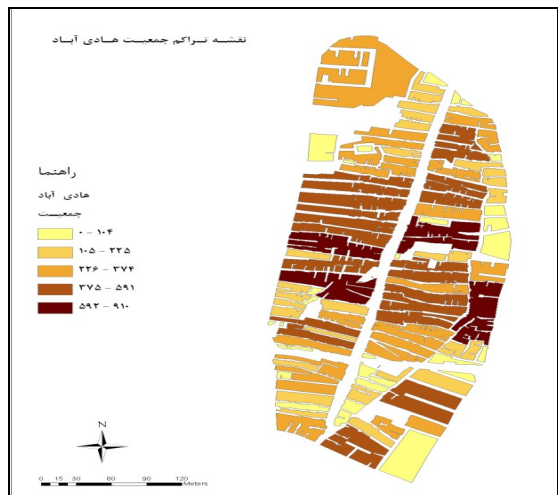 نقشه تراکم جمعیت هادی آباد
راهنما
هادی آباد
جمعیت
۰ - ۱۰۴
۱۰۵ - ۲۲۵
۲۲۶ - ۳۷۴
۳۷۵ - ۵۹۱
۵۹۲ - ۹۱۰
N
0 15 30 60 90 120
Meters